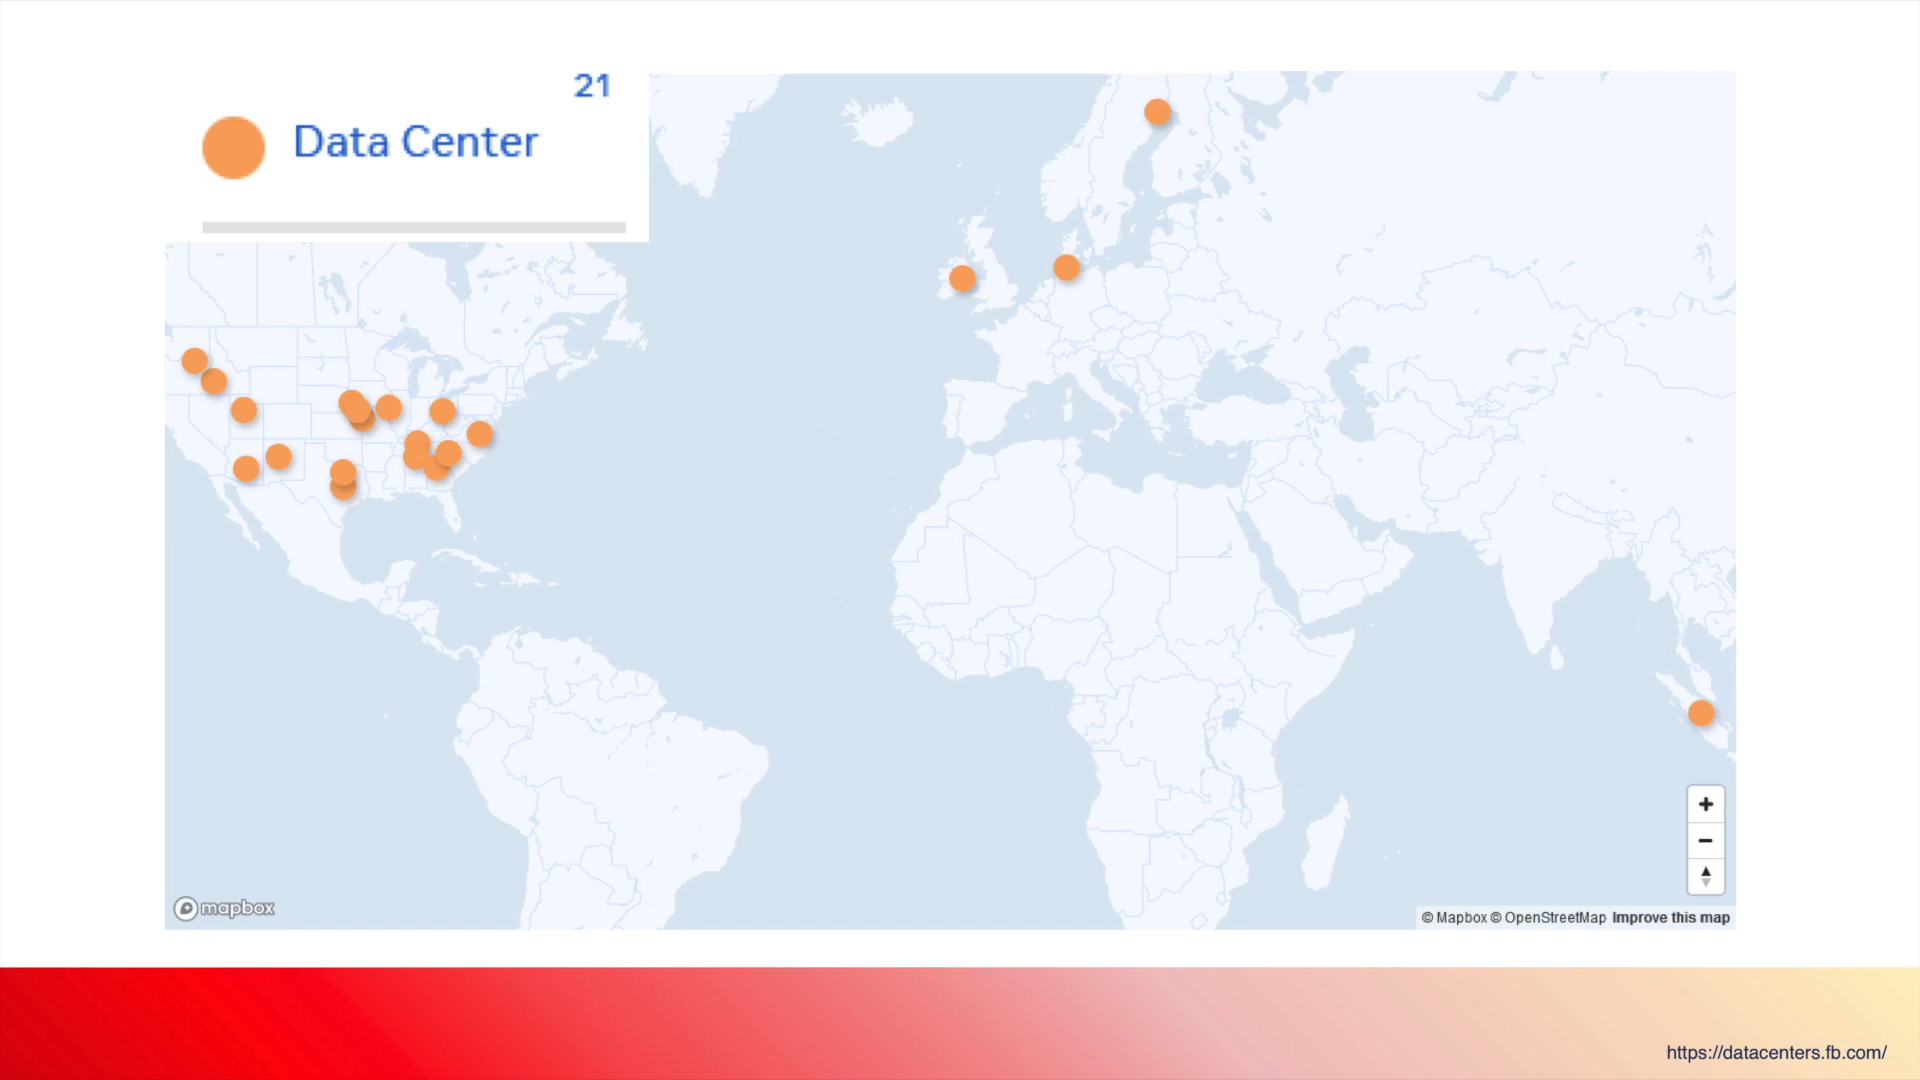 21
Data Center
mapbox
© Mapbox © OpenStreetMap Improve this map
https://datacenters.fb.com/